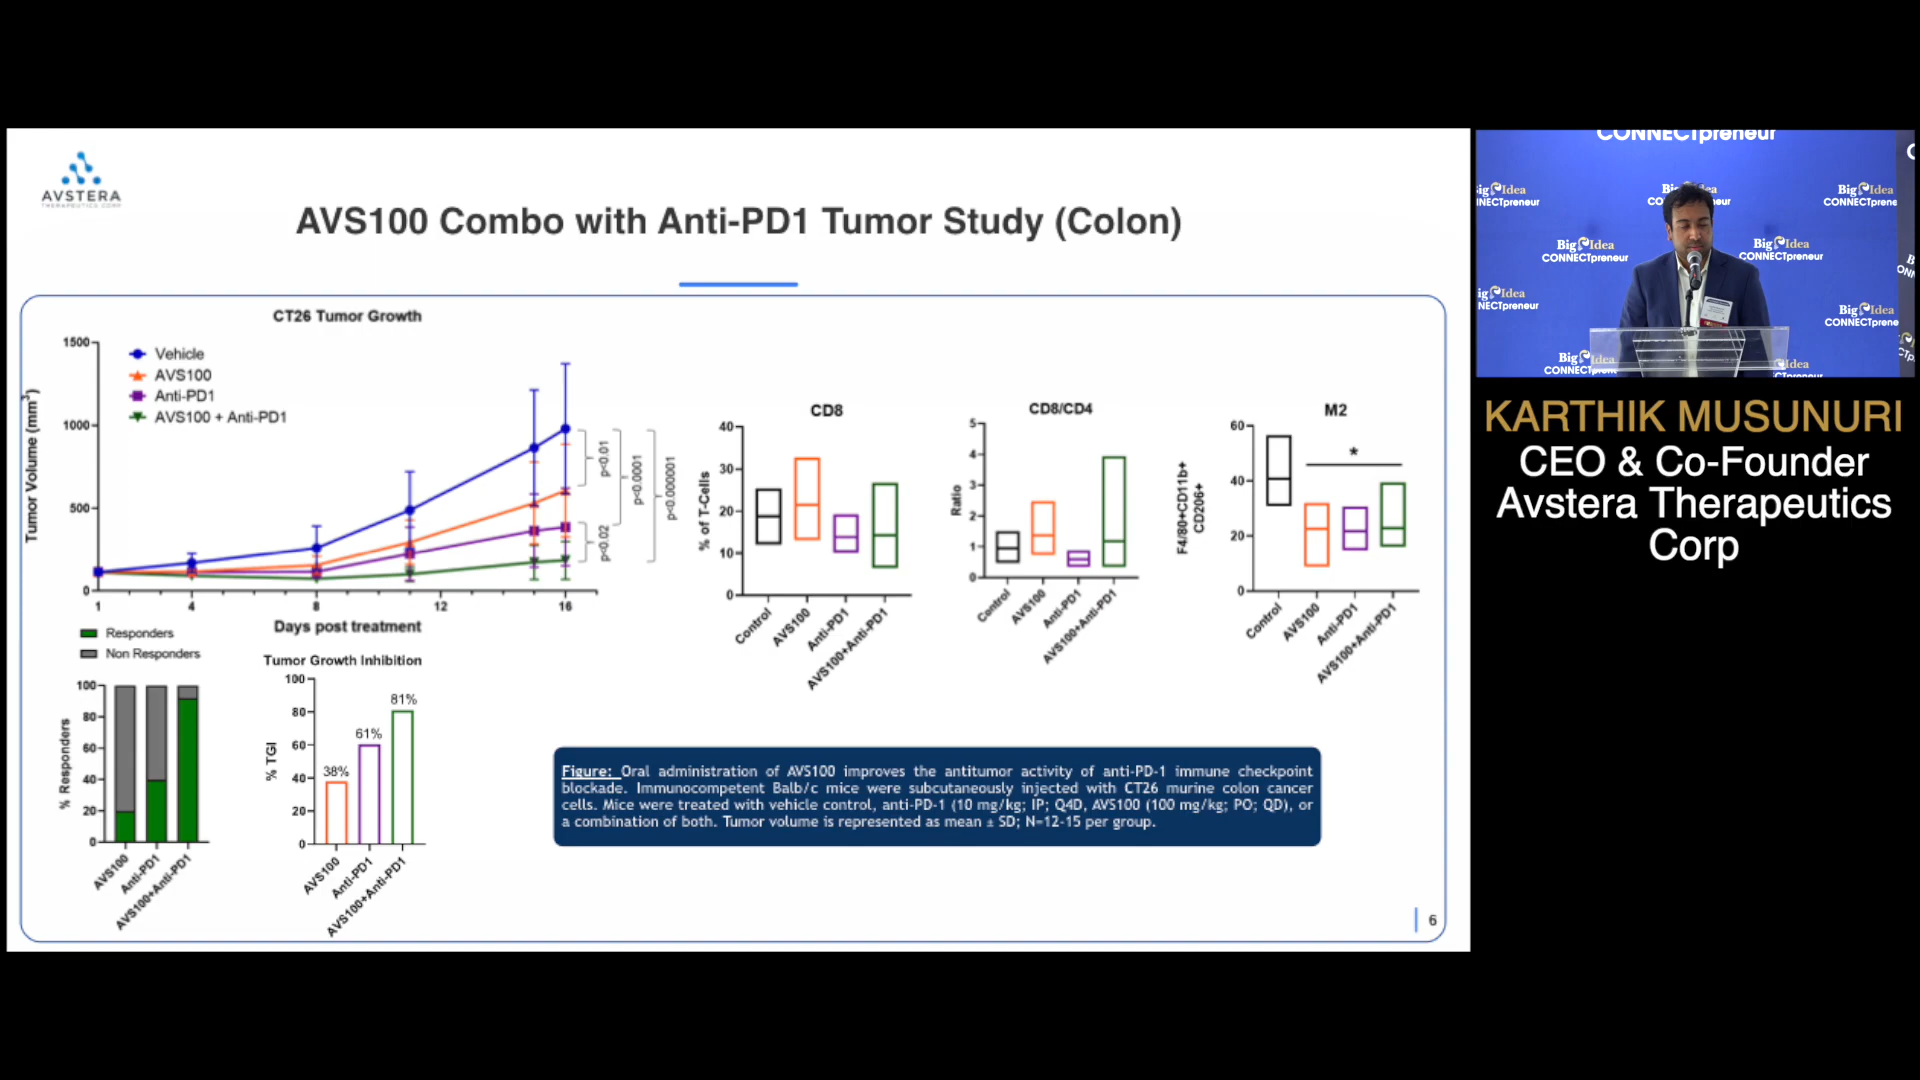 AVSTERA
THERAPEUTICS CORP
AVS100 Combo with Anti-PD1 Tumor Study (Colon)
CT26 Tumor Growth
Tumor Volume (mm³)
1500
1000
500
0
Vehicle
AVS100
Anti-PD1
AVS100 + Anti-PD1
p<0.01
p<0.02
p<0.0001
p<0.000001
1
4
8
12
16
Days post treatment
CD8
% of T-Cells
40
30
20
10
0
Control
AVS100
Anti-PD1
AVS100+Anti-PD1
CD8/CD4
Ratio
5
4
3
2
1
0
Control
AVS100
Anti-PD1
AVS100+Anti-PD1
M2
F4/80+CD11b+
CD206+
60
40
20
0
*
Control
AVS100
Anti-PD1
AVS100+Anti-PD1
Responders
Non Responders
% Responders
100
80
60
40
20
0
AVS100
Anti-PD1
AVS100+Anti-PD1
Tumor Growth Inhibition
% TGI
100
80
60
40
20
0
38%
61%
81%
AVS100
Anti-PD1
AVS100+Anti-PD1
Figure: Oral administration of AVS100 improves the antitumor activity of anti-PD-1 immune checkpoint
blockade. Immunocompetent Balb/c mice were subcutaneously injected with CT26 murine colon cancer
cells. Mice were treated with vehicle control, anti-PD-1 (10 mg/kg; IP; Q4D, AVS100 (100 mg/kg; PO; QD), or
a combination of both. Tumor volume is represented as mean ± SD; N=12-15 per group.
6
CONNECTpreneur
Big Idea
CONNECTpreneur
Big Idea
CONNECTpreneur
KARTHIK MUSUNURI
CEO & Co-Founder
Avstera Therapeutics
Corp